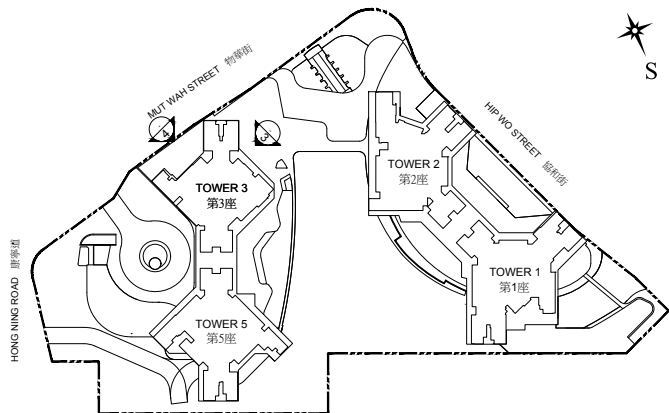 MUT WAH STREET 物華街
S
HIP WO STREET 協和街
4
3
TOWER 2
第2座
TOWER 3
第3座
HONG NING ROAD 康寧道
TOWER 1
第1座
TOWER 5
第5座